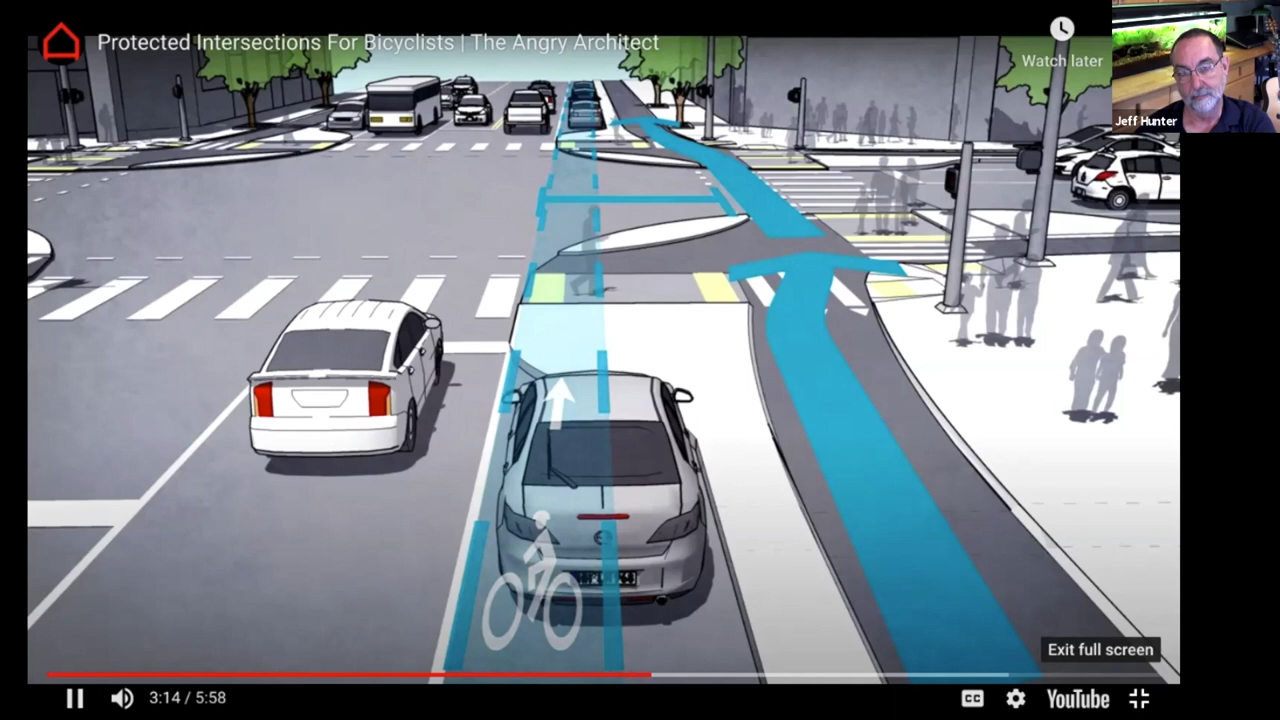 Protected Intersections For Bicyclists | The Angry Architect
Watch later
Jeff Hunter
Exit full screen
3:14 / 5:58
CC
YouTube